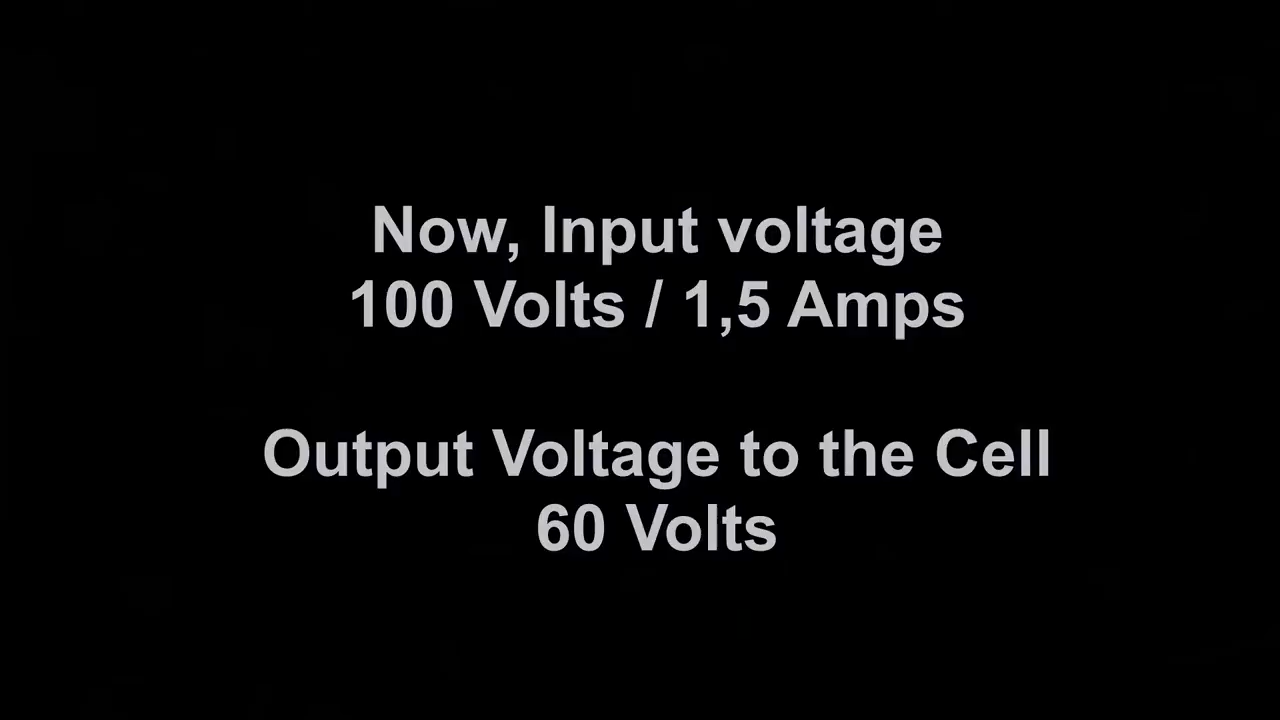 Now, Input voltage
100 Volts / 1,5 Amps
Output Voltage to the Cell
60 Volts